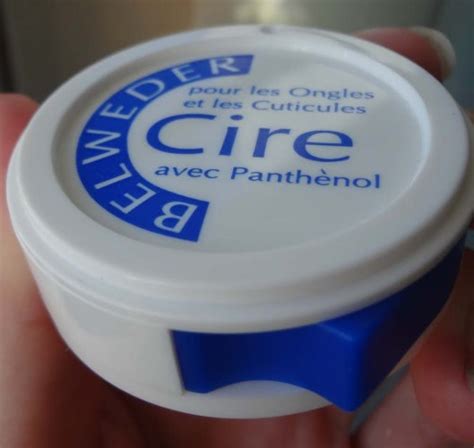 BELWEDER
pour les Ongles
et les Cuticules
Cire
avec Panthènol